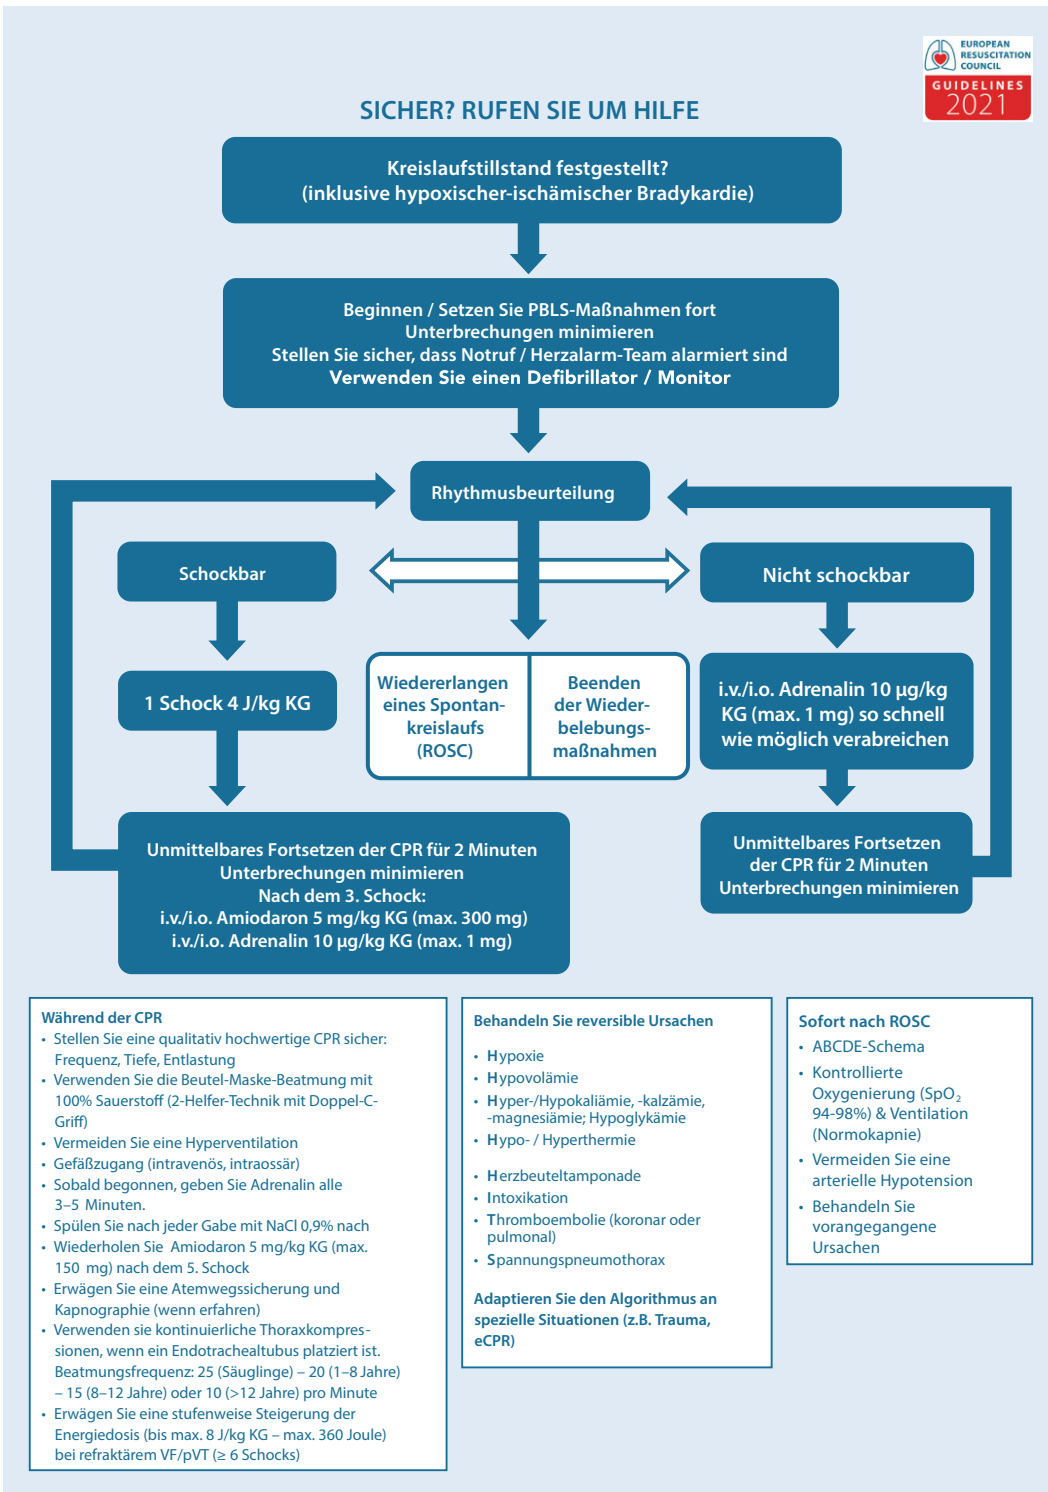 EUROPEAN
RESUSCITATION
COUNCIL
GUIDELINES
2021
SICHER? RUFEN SIE UM HILFE
Kreislaufstillstand festgestellt?
(inklusive hypoxischer-ischämischer Bradykardie)
Beginnen / Setzen Sie PBLS-Maßnahmen fort
Unterbrechungen minimieren
Stellen Sie sicher, dass Notruf / Herzalarm-Team alarmiert sind
Verwenden Sie einen Defibrillator / Monitor
Rhythmusbeurteilung
Schockbar
Nicht schockbar
1 Schock 4 J/kg KG
Wiedererlangen
eines Spontan-
kreislaufs
(ROSC)
Beenden
der Wieder-
belebungs-
maßnahmen
i.v./i.o. Adrenalin 10 µg/kg
KG (max. 1 mg) so schnell
wie möglich verabreichen
Unmittelbares Fortsetzen der CPR für 2 Minuten
Unterbrechungen minimieren
Nach dem 3. Schock:
i.v./i.o. Amiodaron 5 mg/kg KG (max. 300 mg)
i.v./i.o. Adrenalin 10 µg/kg KG (max. 1 mg)
Unmittelbares Fortsetzen
der CPR für 2 Minuten
Unterbrechungen minimieren
Während der CPR
• Stellen Sie eine qualitativ hochwertige CPR sicher:
Frequenz, Tiefe, Entlastung
• Verwenden Sie die Beutel-Maske-Beatmung mit
100% Sauerstoff (2-Helfer-Technik mit Doppel-C-
Griff)
• Vermeiden Sie eine Hyperventilation
• Gefäßzugang (intravenös, intraossär)
• Sobald begonnen, geben Sie Adrenalin alle
3–5 Minuten.
• Spülen Sie nach jeder Gabe mit NaCl 0,9% nach
• Wiederholen Sie Amiodaron 5 mg/kg KG (max.
150 mg) nach dem 5. Schock
• Erwägen Sie eine Atemwegssicherung und
Kapnographie (wenn erfahren)
• Verwenden sie kontinuierliche Thoraxkompres-
sionen, wenn ein Endotrachealtubus platziert ist.
Beatmungsfrequenz: 25 (Säuglinge) – 20 (1–8 Jahre)
– 15 (8–12 Jahre) oder 10 (>12 Jahre) pro Minute
• Erwägen Sie eine stufenweise Steigerung der
Energiedosis (bis max. 8 J/kg KG – max. 360 Joule)
bei refraktärem VF/pVT (≥ 6 Schocks)
Behandeln Sie reversible Ursachen
• Hypoxie
• Hypovolämie
• Hyper-/Hypokaliämie, -kalzämie,
-magnesiämie; Hypoglykämie
• Hypo- / Hyperthermie
• Herzbeuteltamponade
• Intoxikation
• Thromboembolie (koronar oder
pulmonal)
• Spannungspneumothorax
Adaptieren Sie den Algorithmus an
spezielle Situationen (z.B. Trauma,
eCPR)
Sofort nach ROSC
• ABCDE-Schema
• Kontrollierte
Oxygenierung (SpO₂
94-98%) & Ventilation
(Normokapnie)
• Vermeiden Sie eine
arterielle Hypotension
• Behandeln Sie
vorangegangene
Ursachen